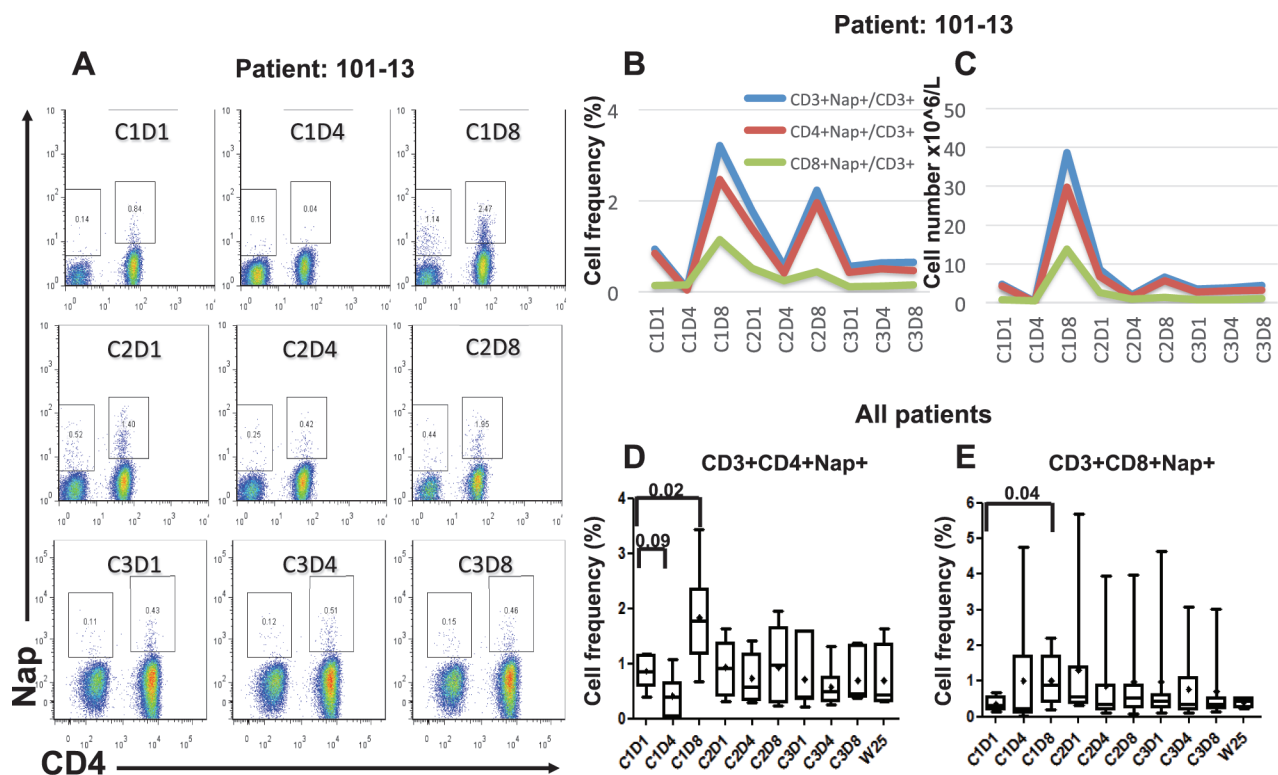 Patient: 101-13
A
Patient: 101-13
B
C
C1D1
C1D4
C1D8
0.14
0.84
0.15
0.04
1.14
2.47
C2D1
C2D4
C2D8
0.52
1.40
0.25
0.42
0.44
1.95
C3D1
C3D4
C3D8
0.11
0.43
0.12
0.51
0.15
0.46
Nap
CD4
Cell frequency (%)
4
2
0
CD3+Nap+/CD3+
CD4+Nap+/CD3+
CD8+Nap+/CD3+
C1D1
C1D4
C1D8
C2D1
C2D4
C2D8
C3D1
C3D4
C3D8
Cell number x10^6/L
50
40
30
20
10
0
C1D1
C1D4
C1D8
C2D1
C2D4
C2D8
C3D1
C3D4
C3D8
All patients
D
CD3+CD4+Nap+
Cell frequency (%)
4
3
2
1
0
0.02
0.09
C1D1
C1D4
C1D8
C2D1
C2D4
C2D8
C3D1
C3D4
C3D8
W25
E
CD3+CD8+Nap+
Cell frequency (%)
6
5
4
3
2
1
0
0.04
C1D1
C1D4
C1D8
C2D1
C2D4
C2D8
C3D1
C3D4
C3D8
W25